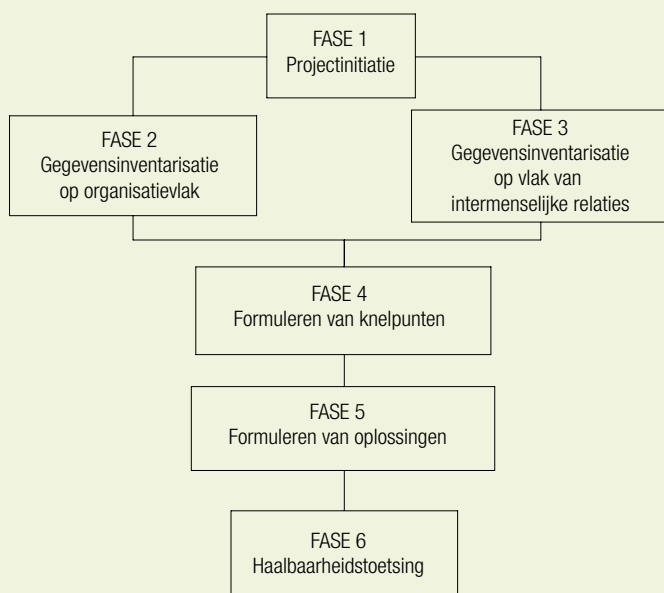 FASE 1
Projectinitiatie
FASE 2
Gegevensinventarisatie
op organisatievlak
FASE 3
Gegevensinventarisatie
op vlak van
intermenselijke relaties
FASE 4
Formuleren van knelpunten
FASE 5
Formuleren van oplossingen
FASE 6
Haalbaarheidstoetsing